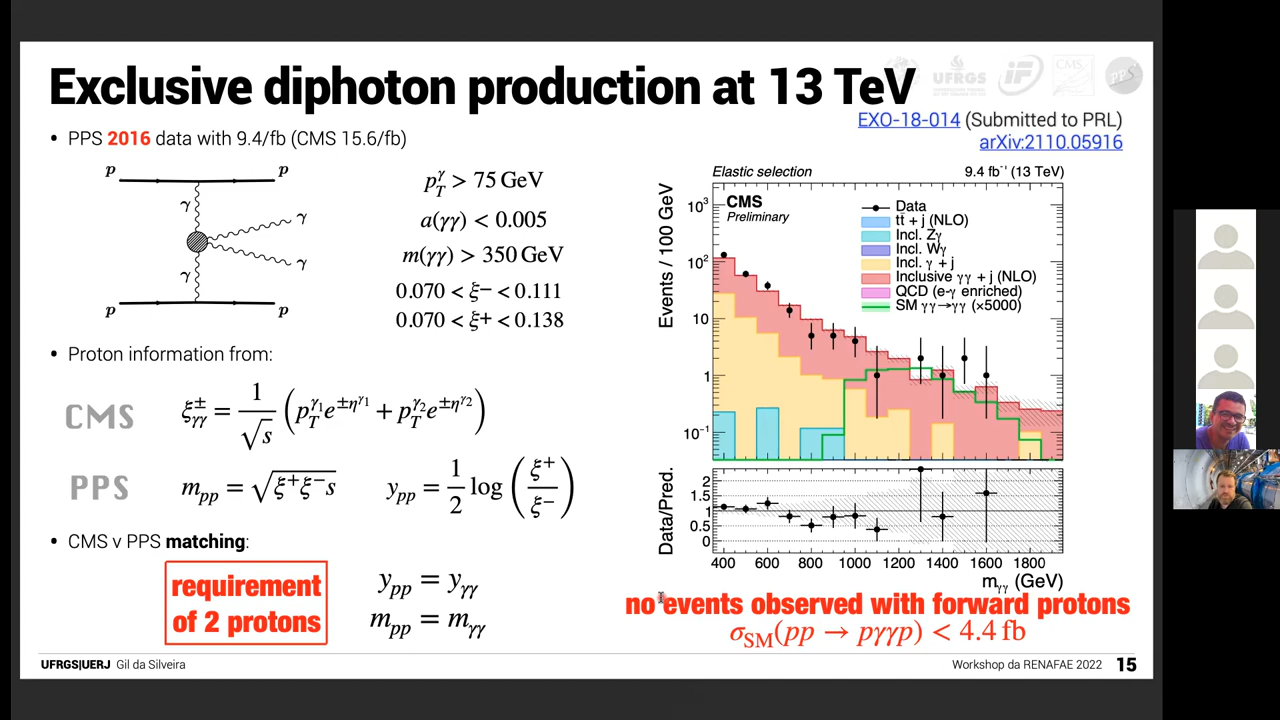 Exclusive diphoton production at 13 TeV
UFRGS
iF
CMS
PPS
EXO-18-014 (Submitted to PRL)
arXiv:2110.05916
• PPS 2016 data with 9.4/fb (CMS 15.6/fb)
p p
γ
γ
γ
γ
p p
p_T^γ > 75 GeV
a(γγ) < 0.005
m(γγ) > 350 GeV
0.070 < ξ− < 0.111
0.070 < ξ+ < 0.138
• Proton information from:
CMS
ξ^±_γγ = 1/√s (p_T^γ1 e^±η^γ1 + p_T^γ2 e^±η^γ2)
PPS
m_pp = √ξ⁺ξ⁻s
y_pp = 1/2 log (ξ⁺/ξ⁻)
• CMS v PPS matching:
requirement
of 2 protons
y_pp = y_γγ
m_pp = m_γγ
Elastic selection 9.4 fb⁻¹ (13 TeV)
CMS
Preliminary
Data
tt̄ + j (NLO)
Incl. Zγ
Incl. Wγ
Incl. γ + j
Inclusive γγ + j (NLO)
QCD (e-γ enriched)
SM γγ→γγ (×5000)
Events / 100 GeV
10³
10²
10
1
10⁻¹
Data/Pred.
2
1.5
1
0.5
0
400 600 800 1000 1200 1400 1600 1800
m_γγ (GeV)
no events observed with forward protons
σ_SM(pp → pγγp) < 4.4 fb
UFRGS|UERJ Gil da Silveira
Workshop da RENAFAE 2022 15